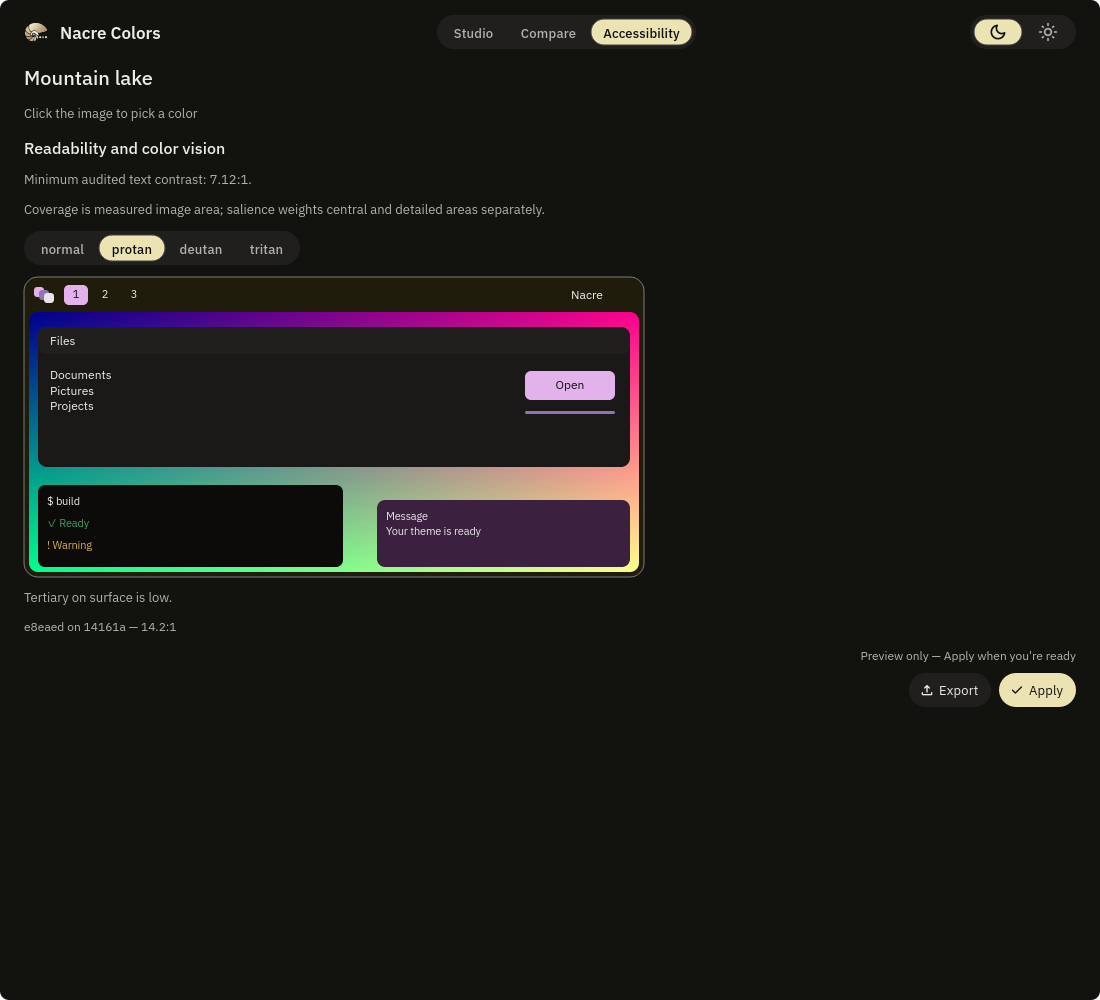 Nacre Colors
Studio
Compare
Accessibility
Mountain lake
Click the image to pick a color
Readability and color vision
Minimum audited text contrast: 7.12:1.
Coverage is measured image area; salience weights central and detailed areas separately.
normal
protan
deutan
tritan
1
2
3
Nacre
Files
Documents
Pictures
Projects
Open
$ build
✓ Ready
! Warning
Message
Your theme is ready
Tertiary on surface is low.
e8eaed on 14161a — 14.2:1
Preview only — Apply when you're ready
Export
Apply